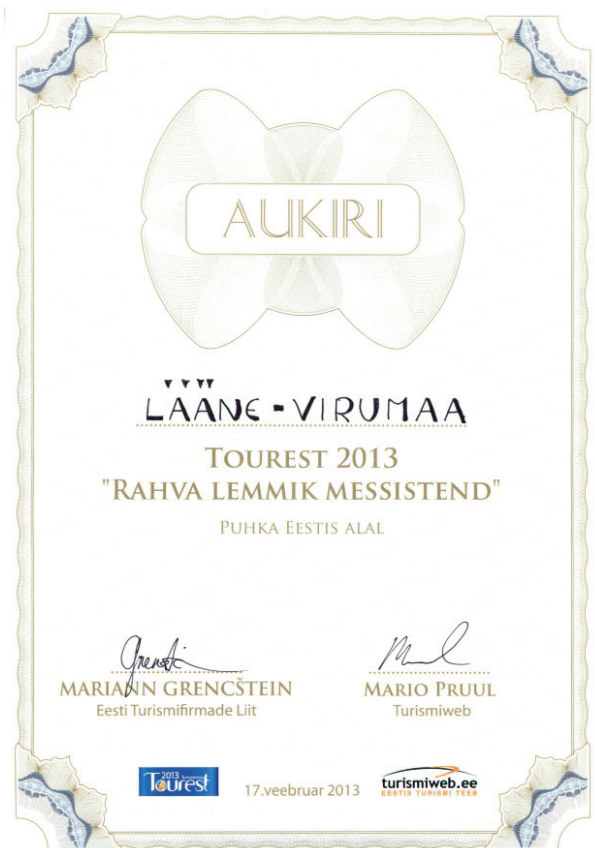 AUKIRI
LÄÄNE-VIRUMAA
TOUREST 2013
"RAHVA LEMMIK MESSISTEND"
PUHKA EESTIS ALAL
MARIANN GRENCŠTEIN
Eesti Turismifirmade Liit
MARIO PRUUL
Turismiweb
2013
Tourest
17.veebruar 2013
turismiweb.ee
EESTIS TURISMI TEEB